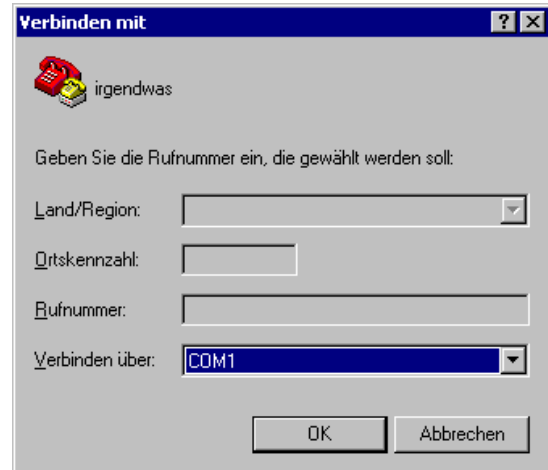 Verbinden mit
irgendwas
Geben Sie die Rufnummer ein, die gewählt werden soll:
Land/Region:
Ortskennzahl:
Rufnummer:
Verbinden über: COM1
OK Abbrechen